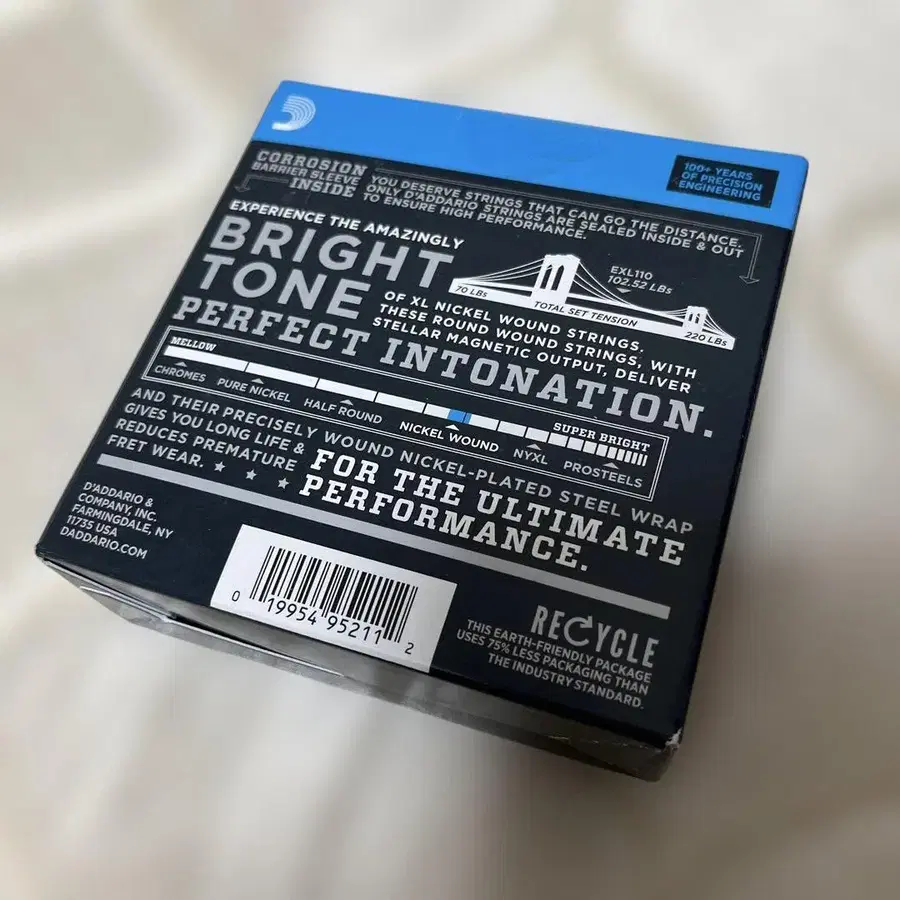 100+ YEARS
OF PRECISION
ENGINEERING
CORROSION
BARRIER SLEEVE
INSIDE
YOU DESERVE STRINGS THAT CAN GO THE DISTANCE.
ONLY D'ADDARIO STRINGS ARE SEALED INSIDE & OUT
TO ENSURE HIGH PERFORMANCE.
EXPERIENCE THE AMAZINGLY
BRIGHT
TONE
EXL110
102.52 LBs
70 LBs
TOTAL SET TENSION
220 LBs
OF XL NICKEL WOUND STRINGS.
THESE ROUND WOUND STRINGS, WITH
STELLAR MAGNETIC OUTPUT, DELIVER
PERFECT INTONATION.
MELLOW
SUPER BRIGHT
CHROMES
PURE NICKEL
HALF ROUND
NICKEL WOUND
NYXL
PROSTEELS
AND THEIR PRECISELY WOUND NICKEL-PLATED STEEL WRAP
GIVES YOU LONG LIFE &
REDUCES PREMATURE
FRET WEAR.
FOR THE ULTIMATE
PERFORMANCE.
D'ADDARIO &
COMPANY, INC.
FARMINGDALE, NY
11735 USA
DADDARIO.COM
0 19954 95211 2
RECYCLE
THIS EARTH-FRIENDLY PACKAGE
USES 75% LESS PACKAGING THAN
THE INDUSTRY STANDARD.